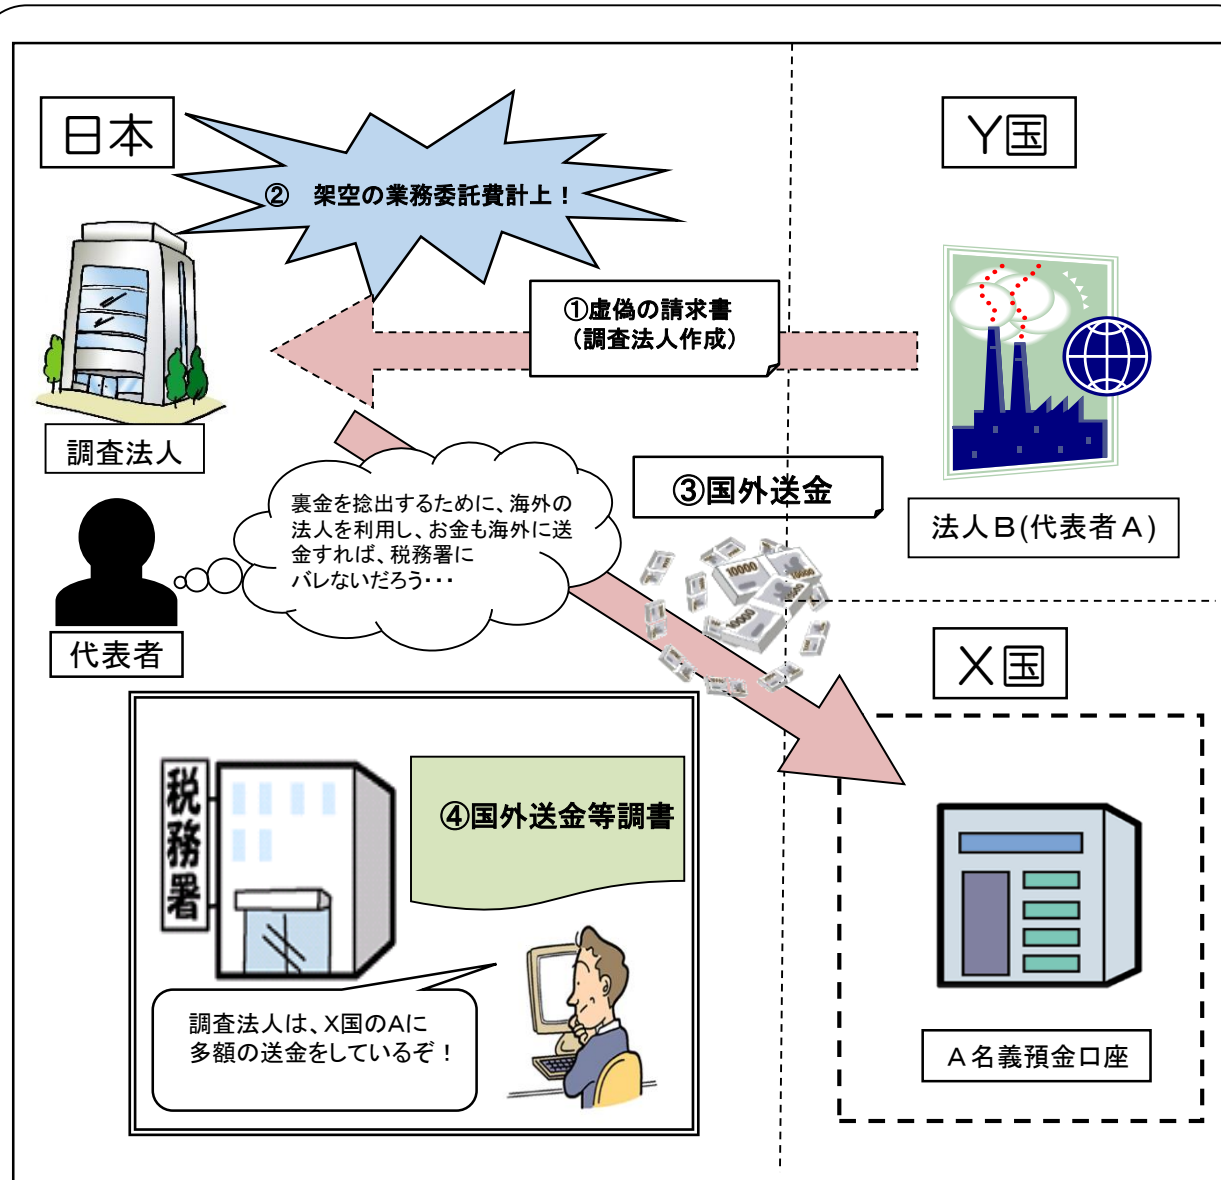 日本
Ｙ国
② 架空の業務委託費計上！
①虚偽の請求書
（調査法人作成）
調査法人
③国外送金
法人Ｂ(代表者Ａ)
裏金を捻出するために、海外の
法人を利用し、お金も海外に送
金すれば、税務署に
バレないだろう・・・
10000
10000
10000
10000
代表者
Ｘ国
税務署
④国外送金等調書
調査法人は、X国のAに
多額の送金をしているぞ！
Ａ名義預金口座